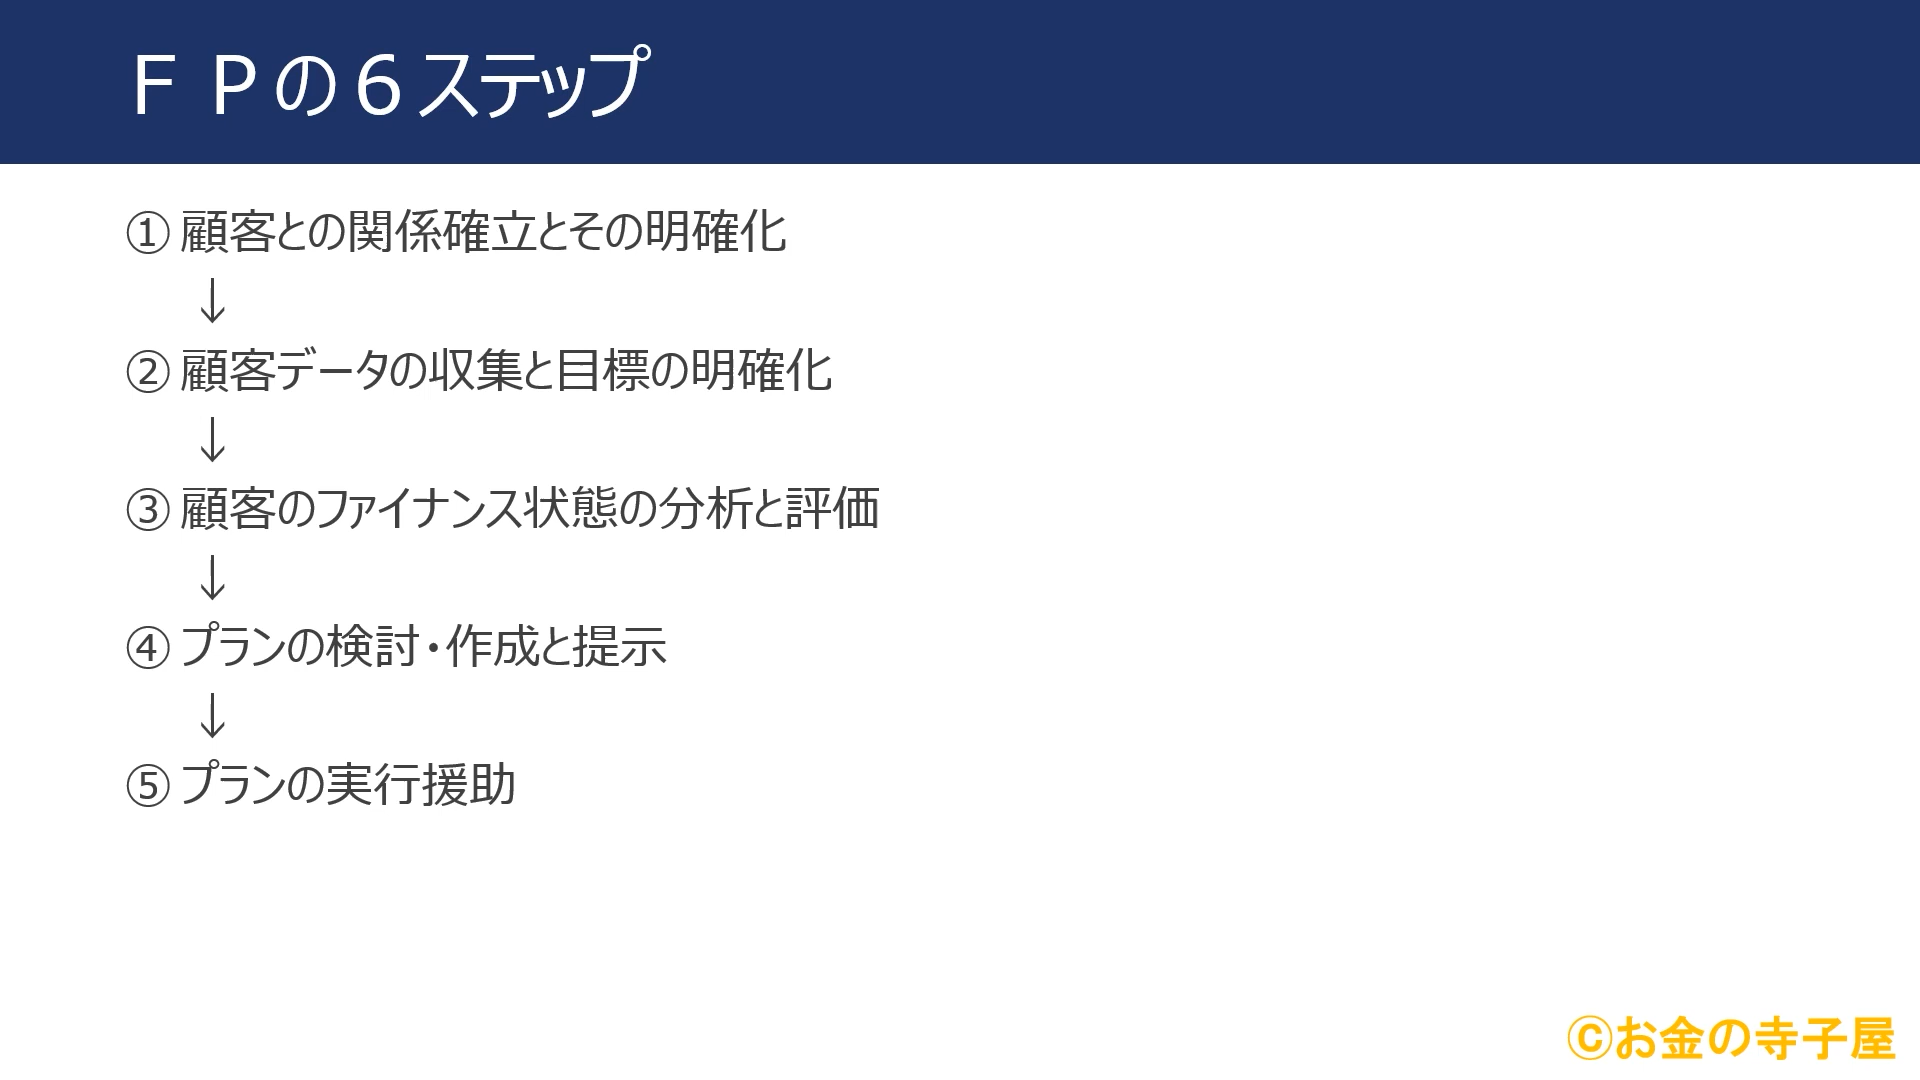 ＦＰの６ステップ
① 顧客との関係確立とその明確化
↓
② 顧客データの収集と目標の明確化
↓
③ 顧客のファイナンス状態の分析と評価
↓
④ プランの検討・作成と提示
↓
⑤ プランの実行援助
©お金の寺子屋